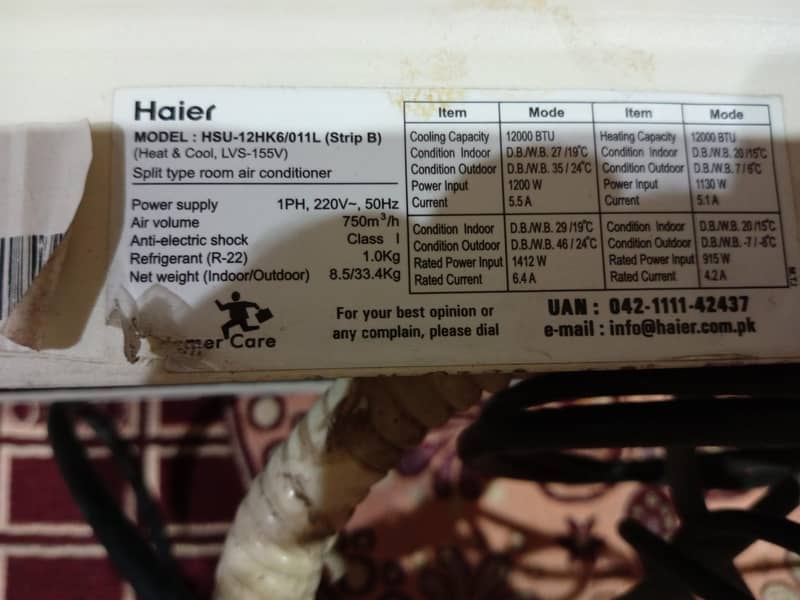 Haier
MODEL : HSU-12HK6/011L (Strip B)
(Heat & Cool, LVS-155V)
Split type room air conditioner
Power supply 1PH, 220V~, 50Hz
Air volume 750m³/h
Anti-electric shock Class I
Refrigerant (R-22) 1.0Kg
Net weight (Indoor/Outdoor) 8.5/33.4Kg
Item Mode Item Mode
Cooling Capacity 12000 BTU Heating Capacity 12000 BTU
Condition Indoor D.B./W.B. 27 /19°C Condition Indoor D.B./W.B. 20 /15°C
Condition Outdoor D.B./W.B. 35 / 24°C Condition Outdoor D.B./W.B. 7 / 6°C
Power Input 1200 W Power Input 1130 W
Current 5.5 A Current 5.1 A
Condition Indoor D.B./W.B. 29 /19°C Condition Indoor D.B./W.B. 20 /15°C
Condition Outdoor D.B./W.B. 46 / 24°C Condition Outdoor D.B./W.B. -7 / -8°C
Rated Power Input 1412 W Rated Power Input 915 W
Rated Current 6.4 A Rated Current 4.2 A
Care
For your best opinion or
any complain, please dial
UAN : 042-1111-42437
e-mail : info@haier.com.pk